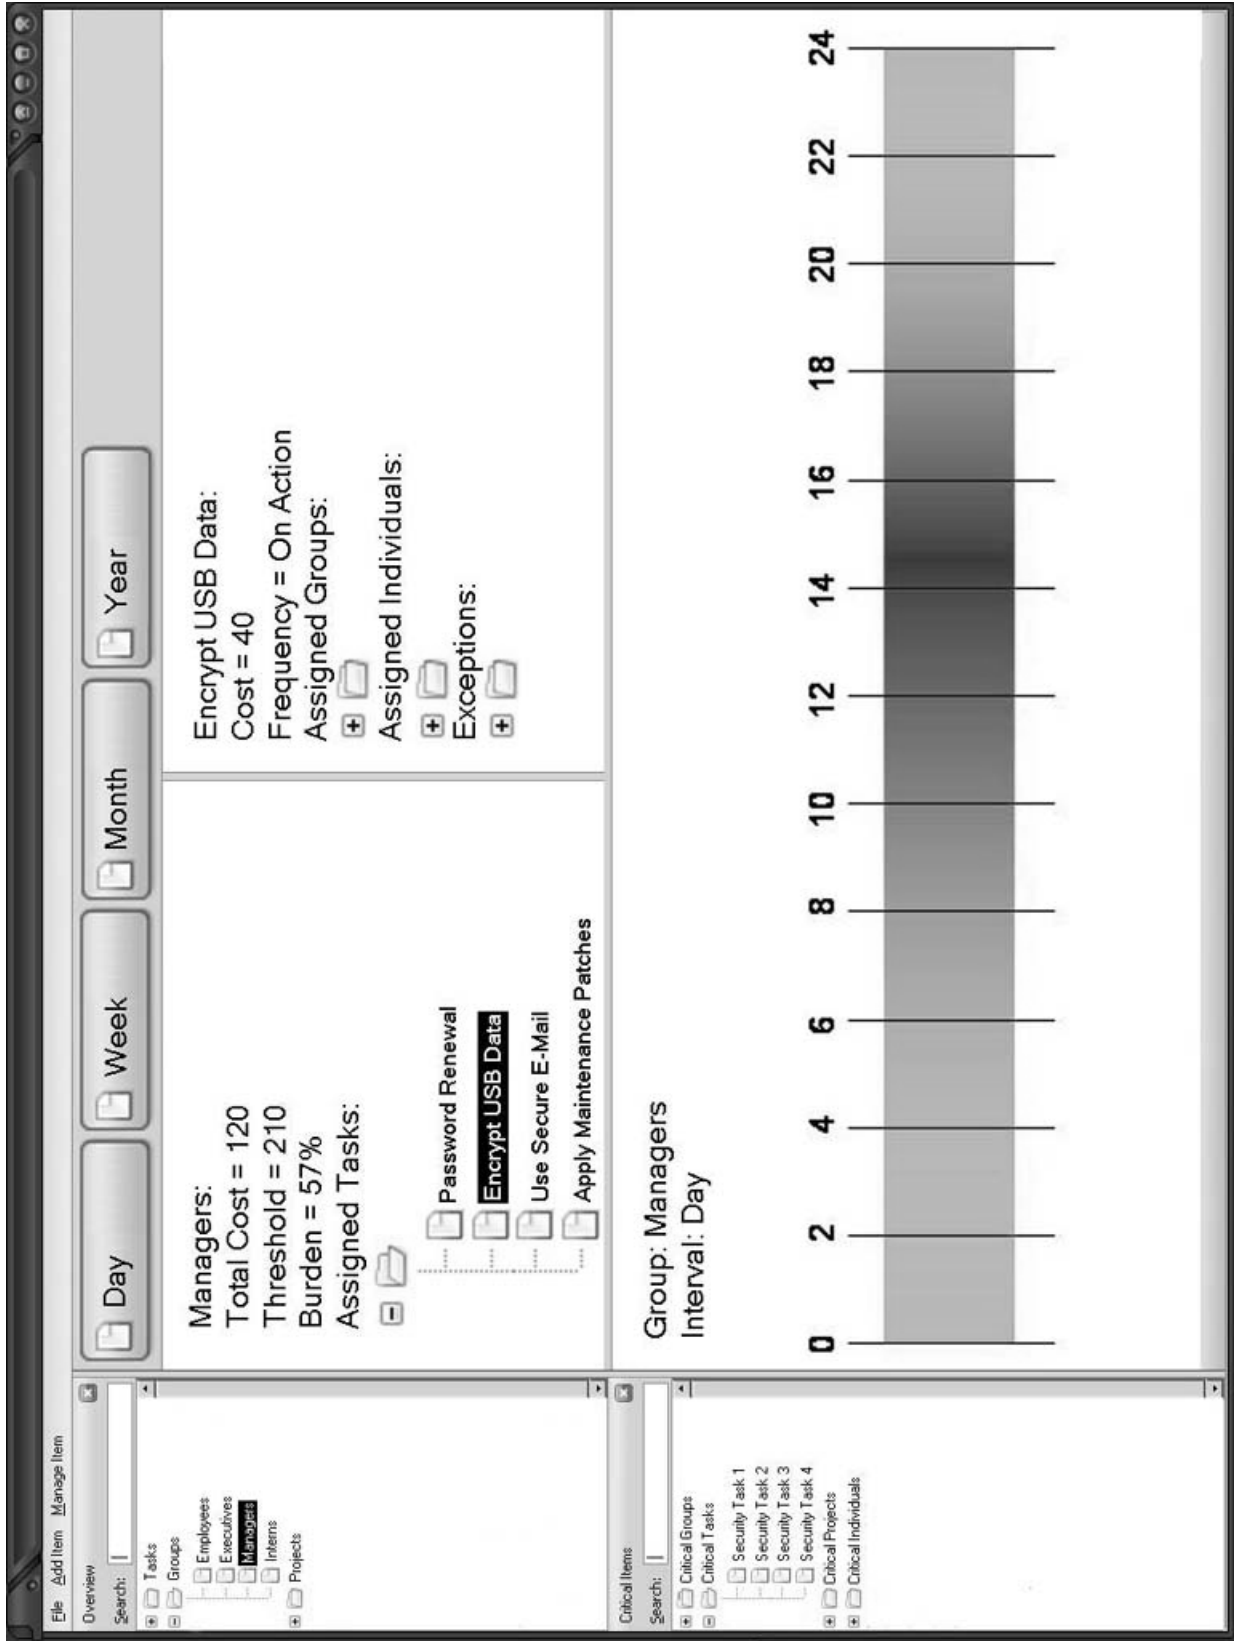 File Add Item Manage Item
Overview
Search:
Tasks
Groups
Employees
Executives
Managers
Interns
Projects
Critical Items
Search:
Critical Groups
Critical Tasks
Security Task 1
Security Task 2
Security Task 3
Security Task 4
Critical Projects
Critical Individuals
Day Week Month Year
Managers:
Total Cost = 120
Threshold = 210
Burden = 57%
Assigned Tasks:
Password Renewal
Encrypt USB Data
Use Secure E-Mail
Apply Maintenance Patches
Encrypt USB Data:
Cost = 40
Frequency = On Action
Assigned Groups:
Assigned Individuals:
Exceptions:
Group: Managers
Interval: Day
0 2 4 6 8 10 12 14 16 18 20 22 24